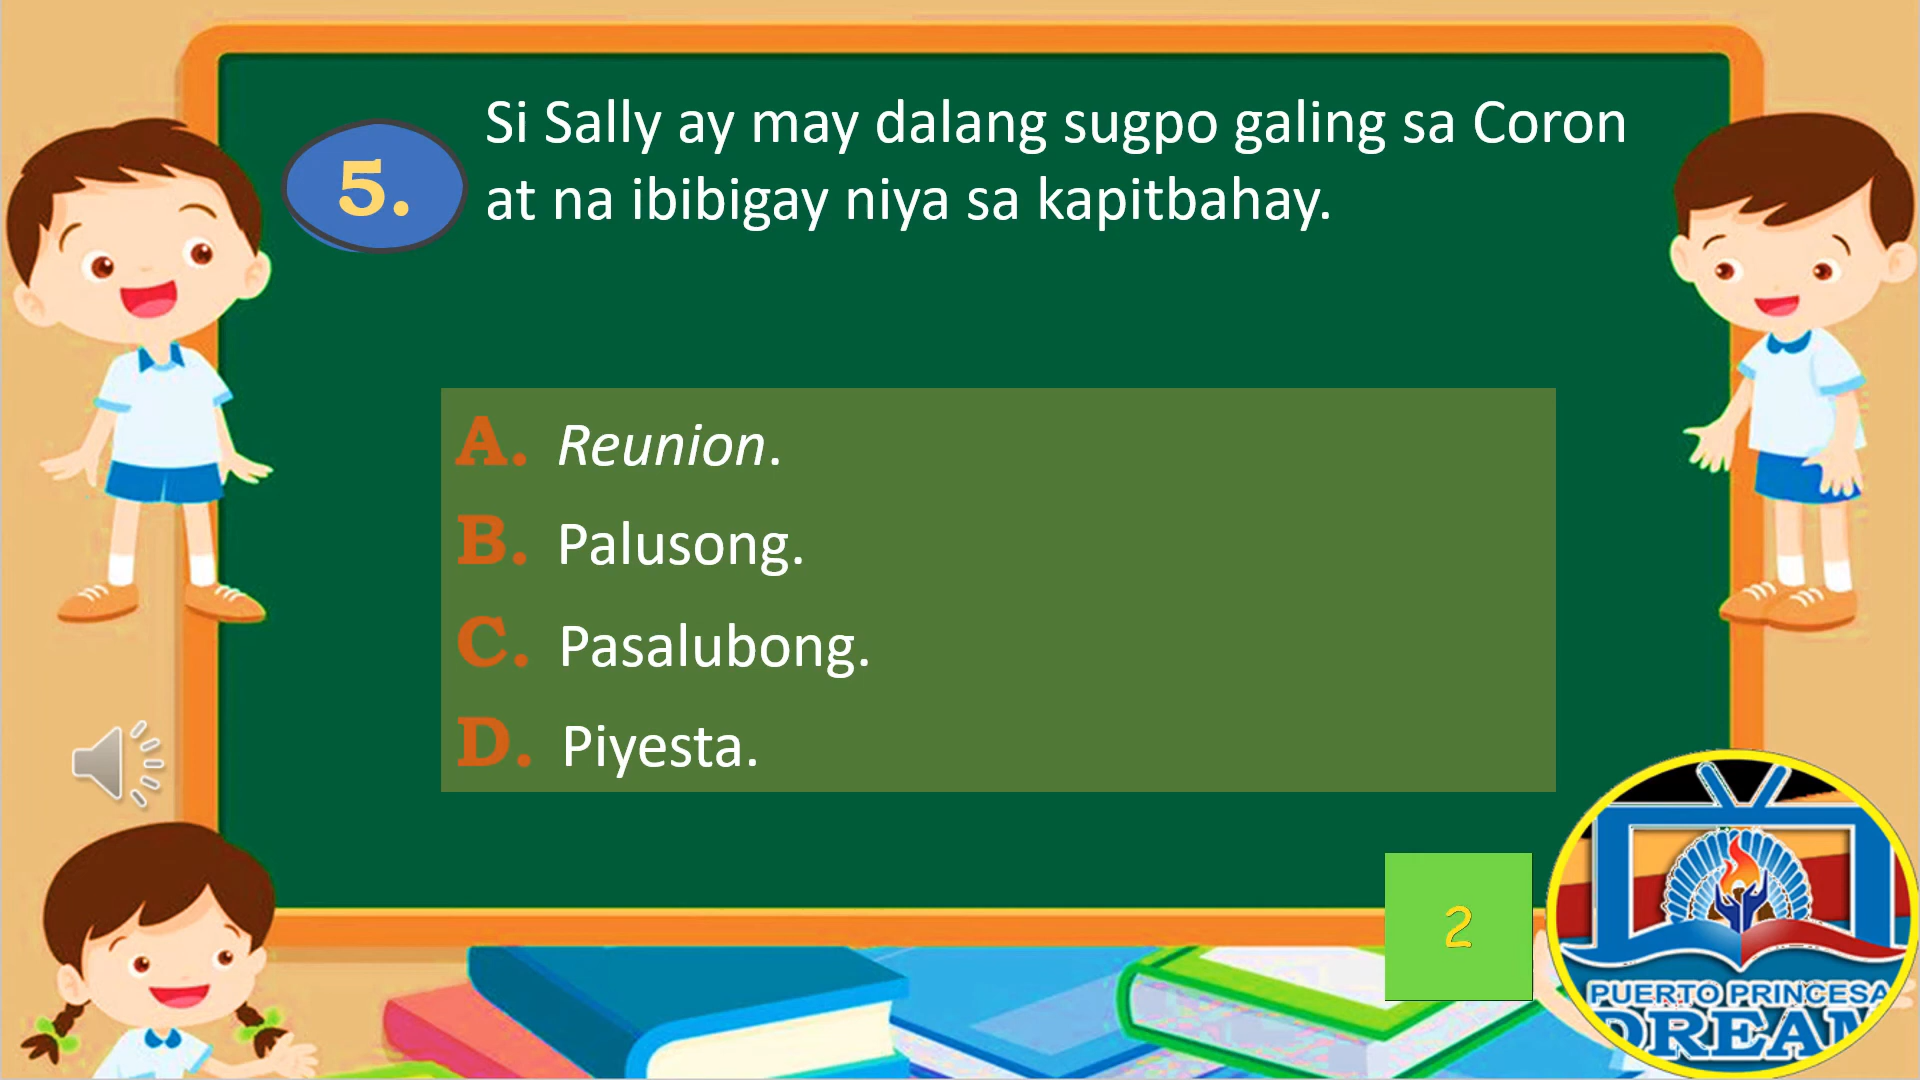 5.
Si Sally ay may dalang sugpo galing sa Coron
at na ibibigay niya sa kapitbahay.
A. Reunion.
B. Palusong.
C. Pasalubong.
D. Piyesta.
2
PUERTO PRINCESA
DREAM